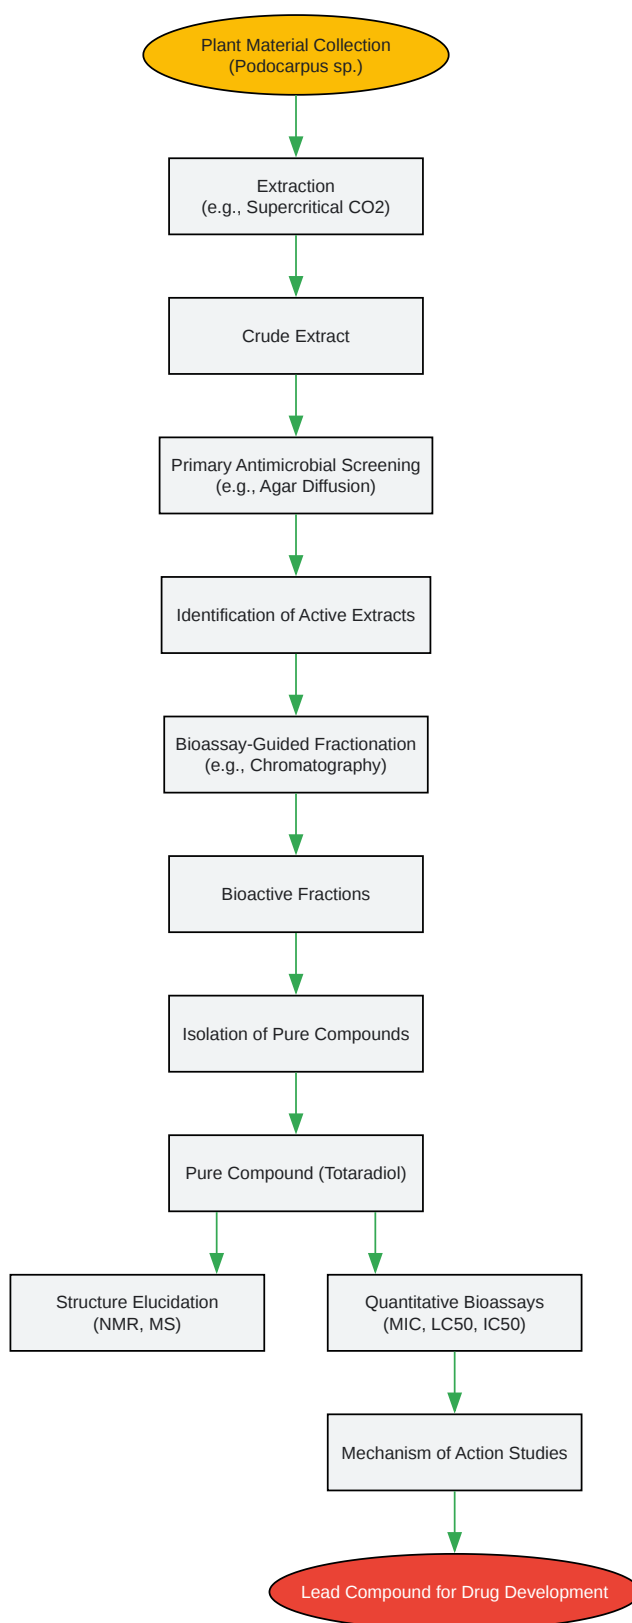 Plant Material Collection
(Podocarpus sp.)
Extraction
(e.g., Supercritical CO2)
Crude Extract
Primary Antimicrobial Screening
(e.g., Agar Diffusion)
Identification of Active Extracts
Bioassay-Guided Fractionation
(e.g., Chromatography)
Bioactive Fractions
Isolation of Pure Compounds
Pure Compound (Totaradiol)
Structure Elucidation
(NMR, MS)
Quantitative Bioassays
(MIC, LC50, IC50)
Mechanism of Action Studies
Lead Compound for Drug Development